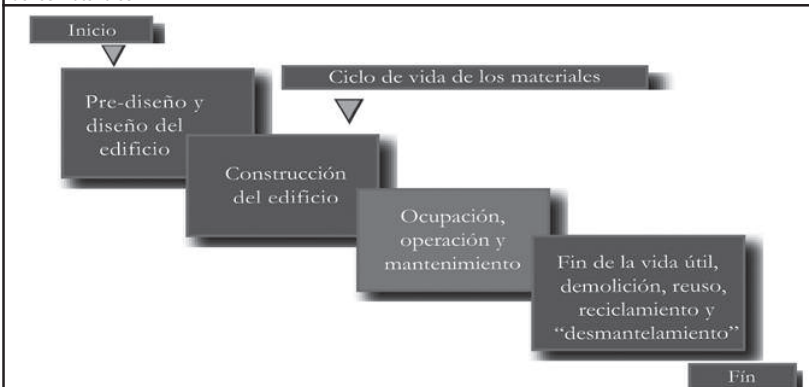 Inicio
Ciclo de vida de los materiales
Pre-diseño y
diseño del
edificio
Construcción
del edificio
Ocupación,
operación y
mantenimiento
Fin de la vida útil,
demolición, reuso,
reciclamiento y
“desmantelamiento”
Fín